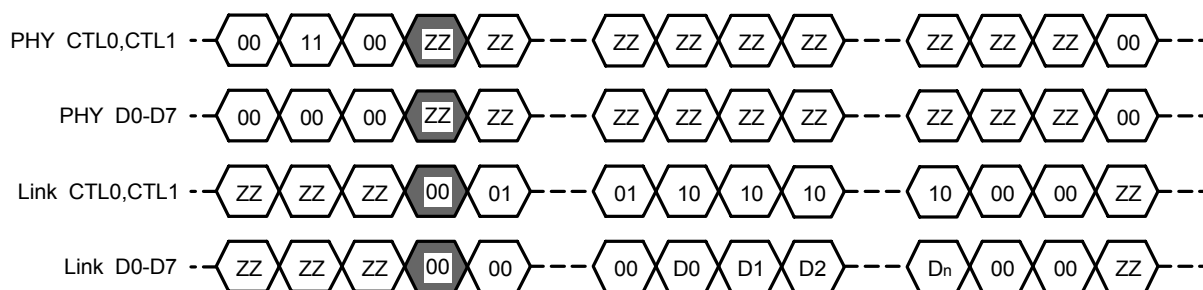 PHY CTL0,CTL1 00 11 00 ZZ ZZ ZZ ZZ ZZ ZZ ZZ ZZ ZZ 00
PHY D0-D7 00 00 00 ZZ ZZ ZZ ZZ ZZ ZZ ZZ ZZ ZZ 00
Link CTL0,CTL1 ZZ ZZ ZZ 00 01 01 10 10 10 10 00 00 ZZ
Link D0-D7 ZZ ZZ ZZ 00 00 00 D0 D1 D2 Dn 00 00 ZZ